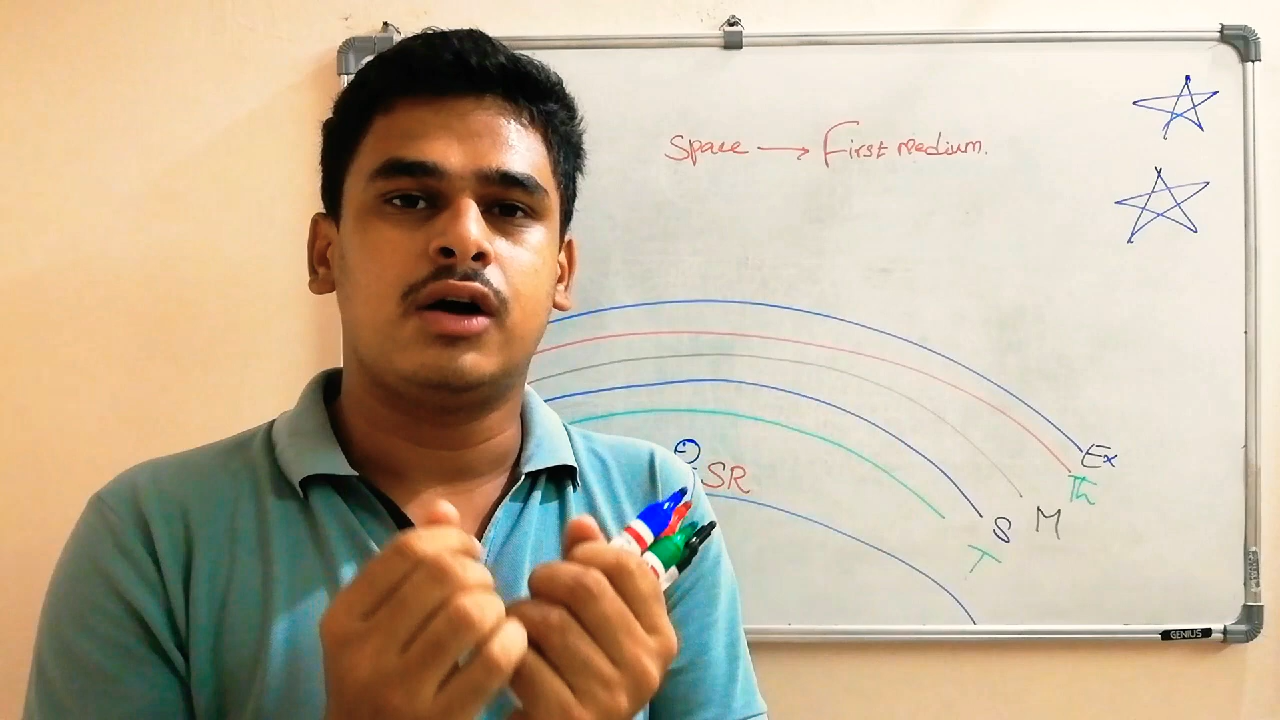 Space → First medium.
Ex
Th
SR
M
S
T
GENIUS